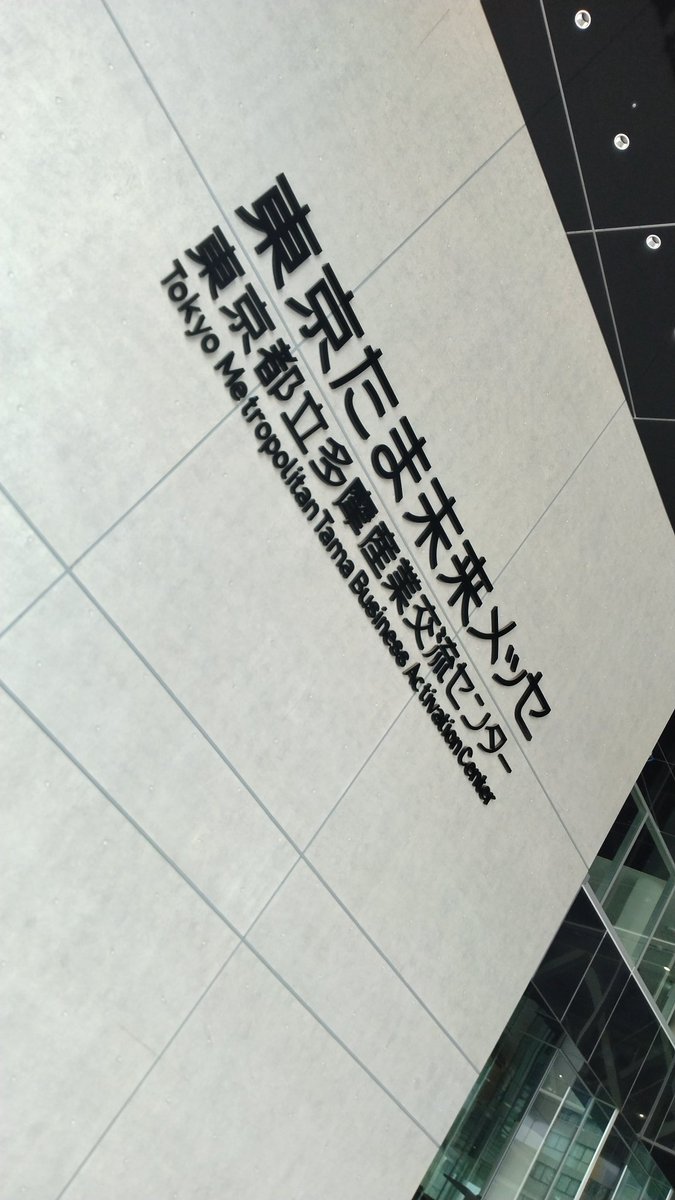 東京たま未来メッセ
東京都立多摩産業交流センター
Tokyo Metropolitan Tama Business Activation Center